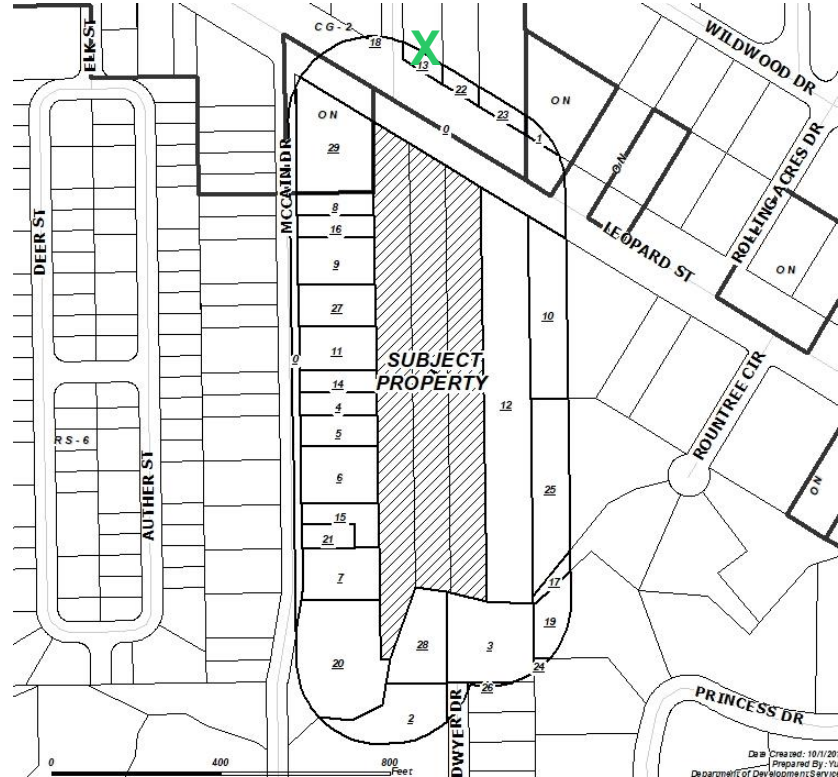 ELK ST
CG-2
18
X
13
22
23
1
0
WILDWOOD DR
ON
ON
ON
29
MCCAIN DR
ROLLING ACRES DR
ON
LEOPARD ST
8
16
9
27
11
14
4
5
6
15
21
7
20
0
DEER ST
AUTHER ST
RS-6
SUBJECT
PROPERTY
12
10
25
17
19
24
3
28
26
2
ROUNTREE CIR
ON
DWYER DR
PRINCESS DR
0 400 800
Feet
Date Created: 10/1/201
Prepared By:
Department of Development